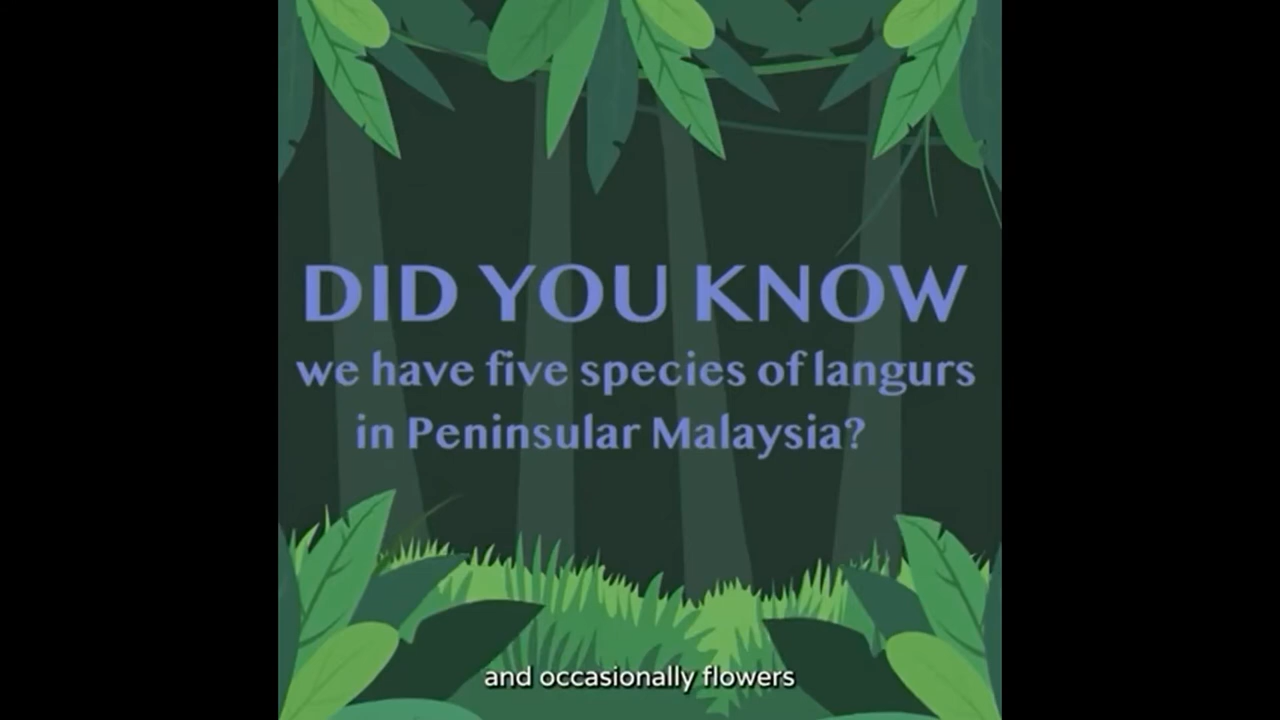 DID YOU KNOW
we have five species of langurs
in Peninsular Malaysia?
and occasionally flowers